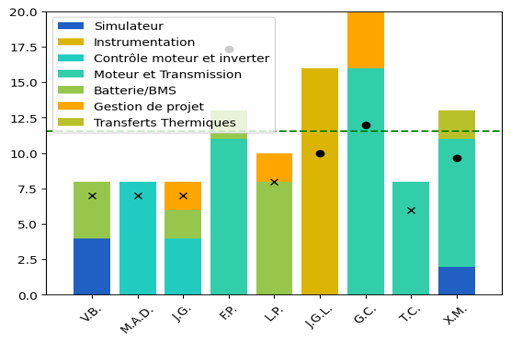 20.0
17.5
15.0
12.5
10.0
7.5
5.0
2.5
0.0
Simulateur
Instrumentation
Contrôle moteur et inverter
Moteur et Transmission
Batterie/BMS
Gestion de projet
Transferts Thermiques
V.B.
M.A.D.
J.G.
F.P.
L.P.
J.G.L.
G.C.
T.C.
X.M.